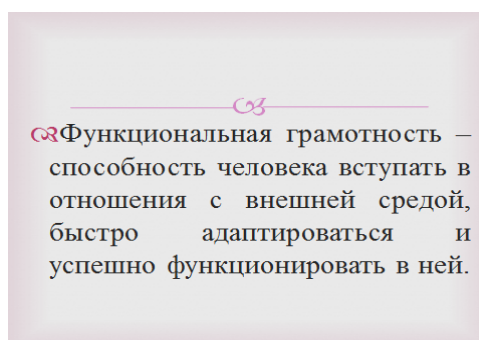 Функциональная грамотность –
способность человека вступать в
отношения с внешней средой,
быстро адаптироваться и
успешно функционировать в ней.